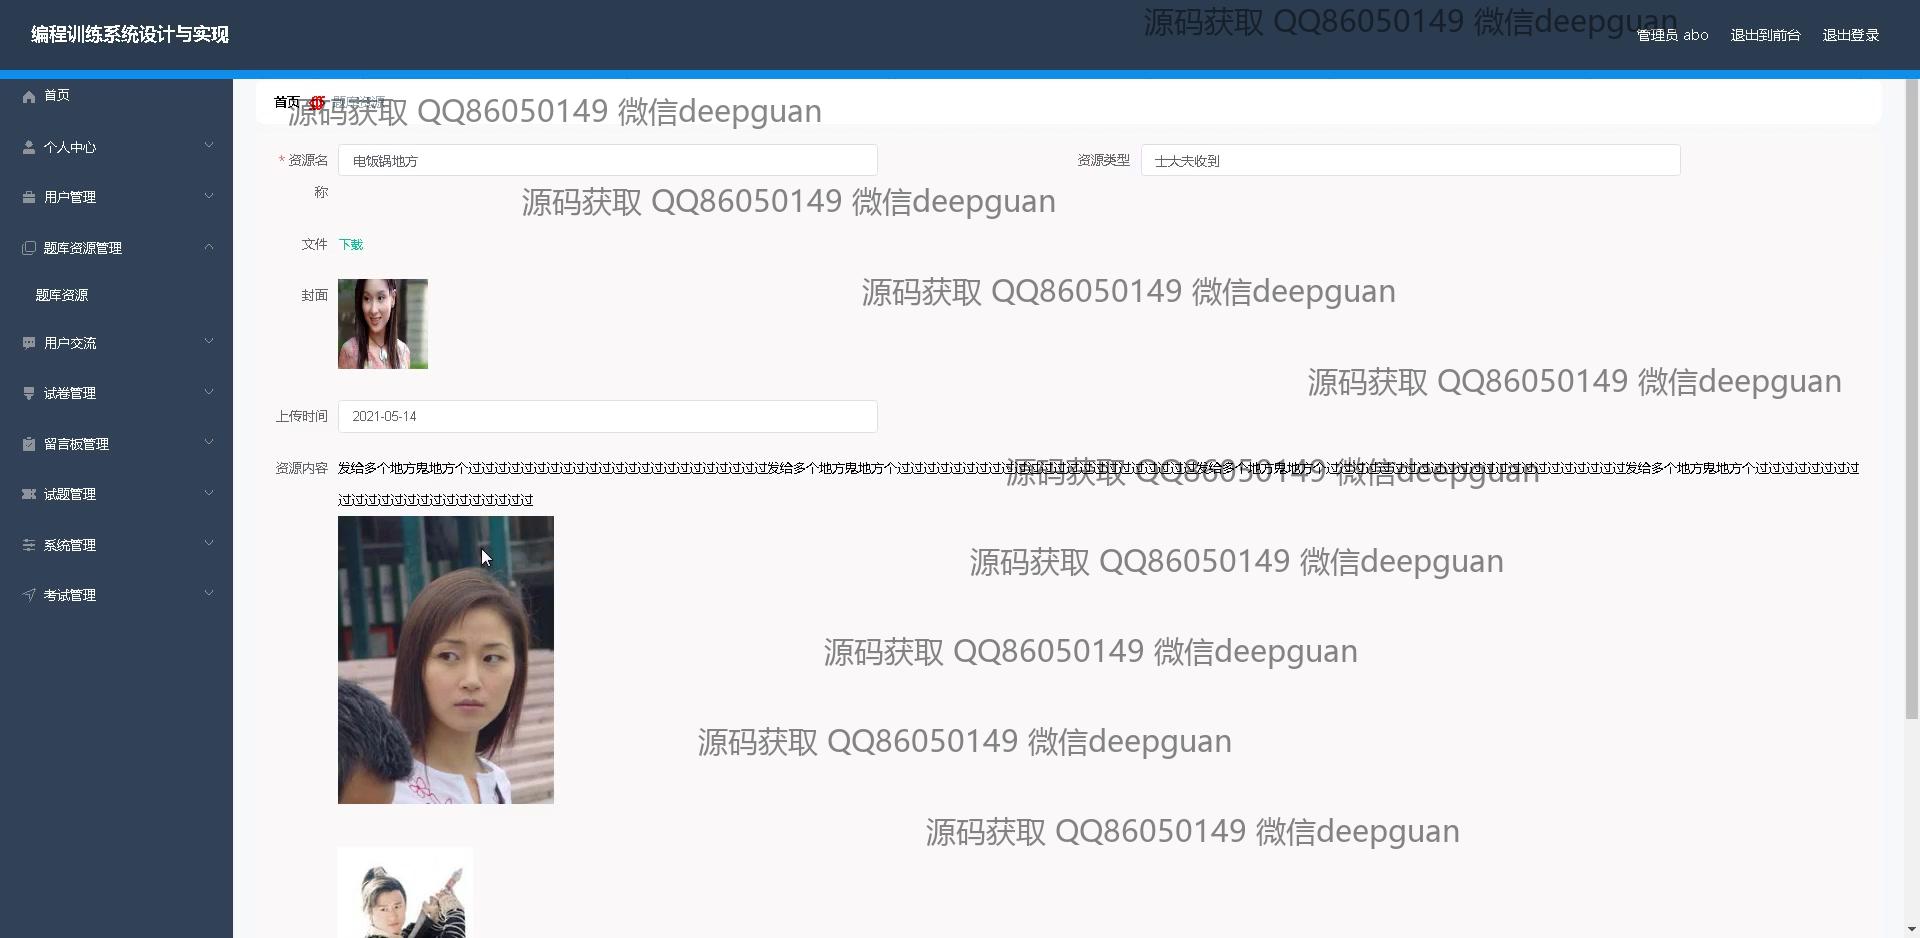 编程训练系统设计与实现
源码获取 QQ86050149 微信deepguan
管理员 abo 退出到前台 退出登录
首页
个人中心
用户管理
题库资源管理
题库资源
用户交流
试卷管理
留言板管理
试题管理
系统管理
考试管理
首页 题库资源
源码获取 QQ86050149 微信deepguan
* 资源名称 电饭锅地方
资源类型 士大夫收到
源码获取 QQ86050149 微信deepguan
文件 下载
封面
源码获取 QQ86050149 微信deepguan
源码获取 QQ86050149 微信deepguan
上传时间 2021-05-14
资源内容 发给多个地方鬼地方个过过过过过过过过过过过过过过过过过过过过过过过发给多个地方鬼地方个过过过过过过过过过过过过过过过过过过过过过过过发给多个地方鬼地方个过过过过过过过过过过过过过过过过过过过过过过过发给多个地方鬼地方个过过过过过过过过
过过过过过过过过过过过过过过过
源码获取 QQ86050149 微信deepguan
源码获取 QQ86050149 微信deepguan
源码获取 QQ86050149 微信deepguan
源码获取 QQ86050149 微信deepguan
源码获取 QQ86050149 微信deepguan